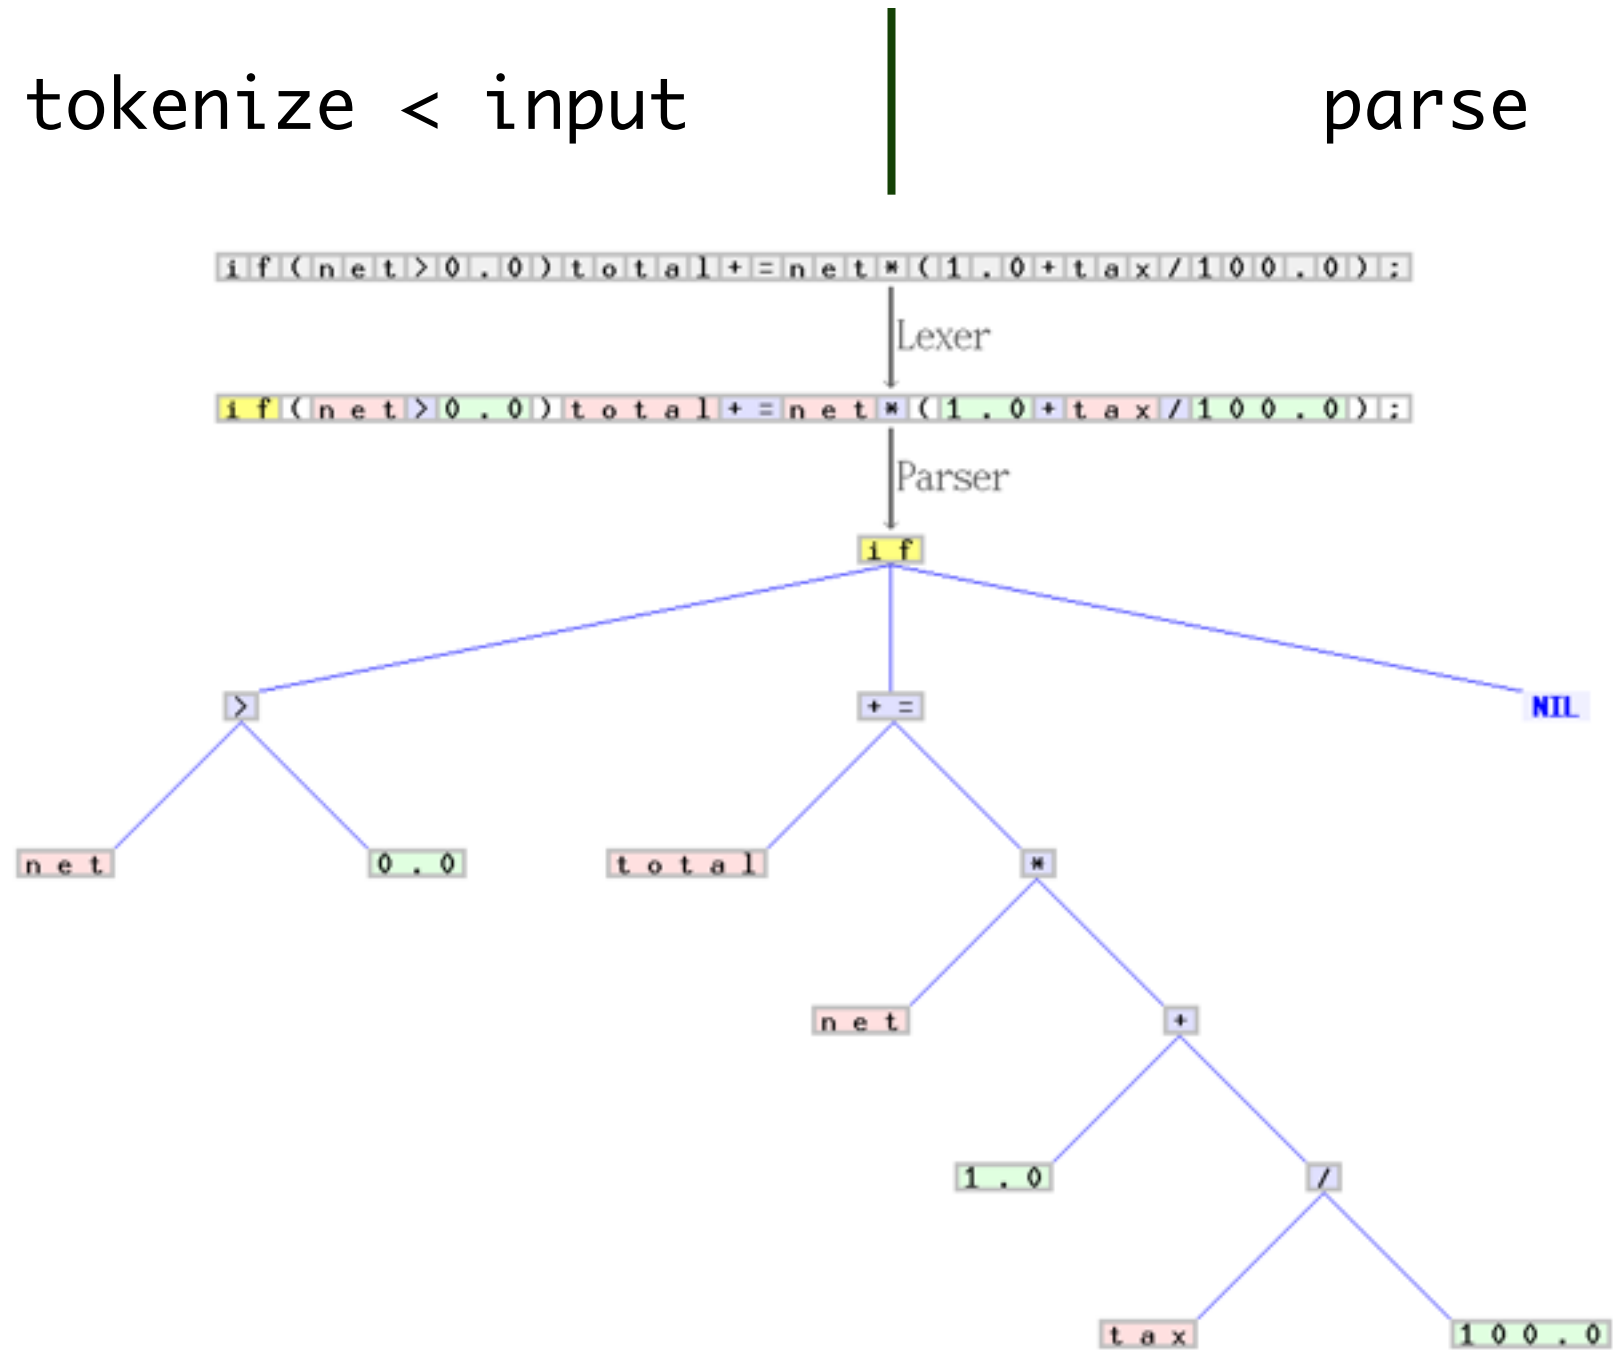 tokenize < input | parse
if(net>0.0)total+=net*(1.0+tax/100.0);
Lexer
if(net>0.0)total+=net*(1.0+tax/100.0);
Parser
if
> += NIL
net 0.0 total *
net +
1.0 /
tax 100.0